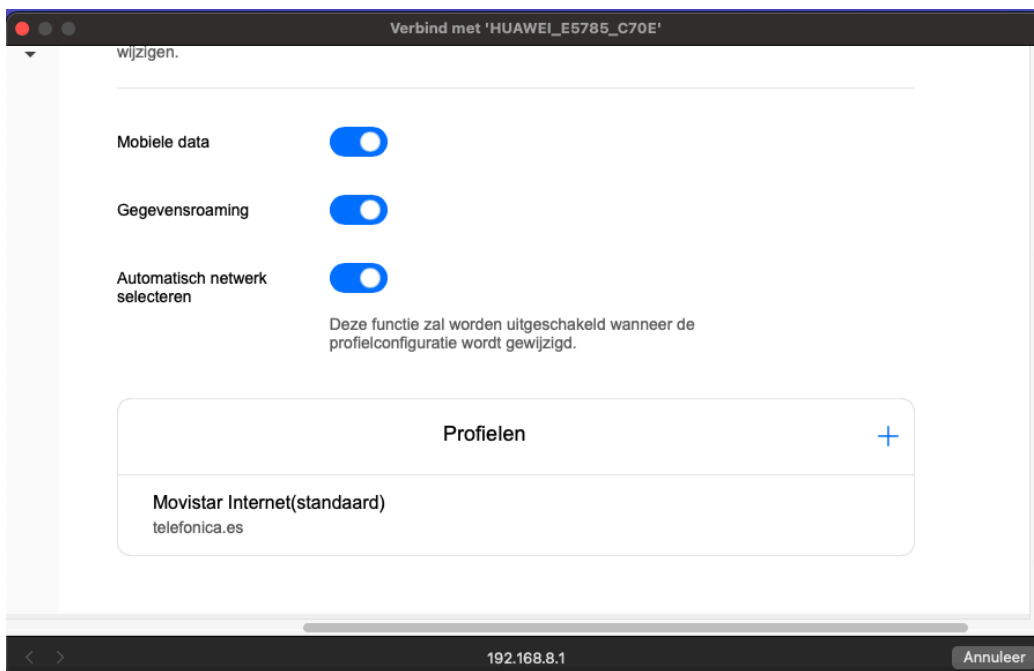 Verbind met 'HUAWEI_E5785_C70E'
wijzigen.
Mobiele data
Gegevensroaming
Automatisch netwerk
selecteren
Deze functie zal worden uitgeschakeld wanneer de
profielconfiguratie wordt gewijzigd.
Profielen
Movistar Internet(standaard)
telefonica.es
192.168.8.1
Annuleer